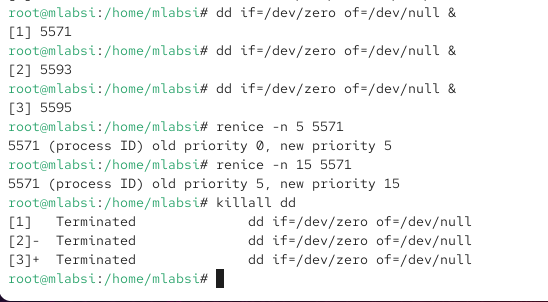 root@mlabsi:/home/mlabsi# dd if=/dev/zero of=/dev/null &
[1] 5571
root@mlabsi:/home/mlabsi# dd if=/dev/zero of=/dev/null &
[2] 5593
root@mlabsi:/home/mlabsi# dd if=/dev/zero of=/dev/null &
[3] 5595
root@mlabsi:/home/mlabsi# renice -n 5 5571
5571 (process ID) old priority 0, new priority 5
root@mlabsi:/home/mlabsi# renice -n 15 5571
5571 (process ID) old priority 5, new priority 15
root@mlabsi:/home/mlabsi# killall dd
[1]   Terminated              dd if=/dev/zero of=/dev/null
[2]-  Terminated              dd if=/dev/zero of=/dev/null
[3]+  Terminated              dd if=/dev/zero of=/dev/null
root@mlabsi:/home/mlabsi#